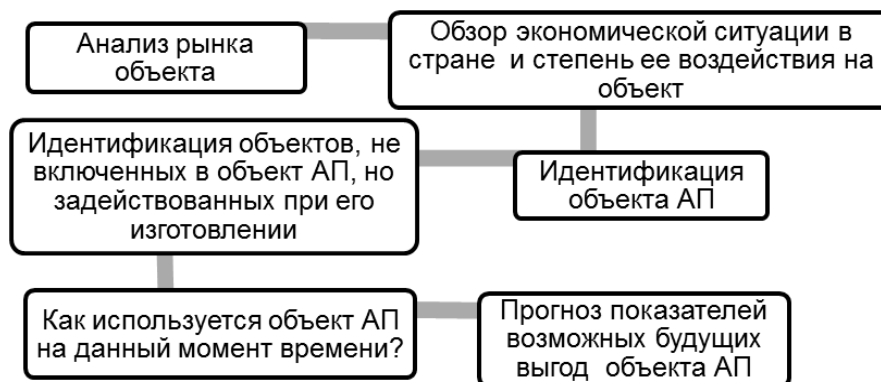 Анализ рынка
объекта
Обзор экономической ситуации в
стране и степень ее воздействия на
объект
Идентификация
объекта АП
Идентификация объектов, не
включенных в объект АП, но
задействованных при его
изготовлении
Как используется объект АП
на данный момент времени?
Прогноз показателей
возможных будущих
выгод объекта АП